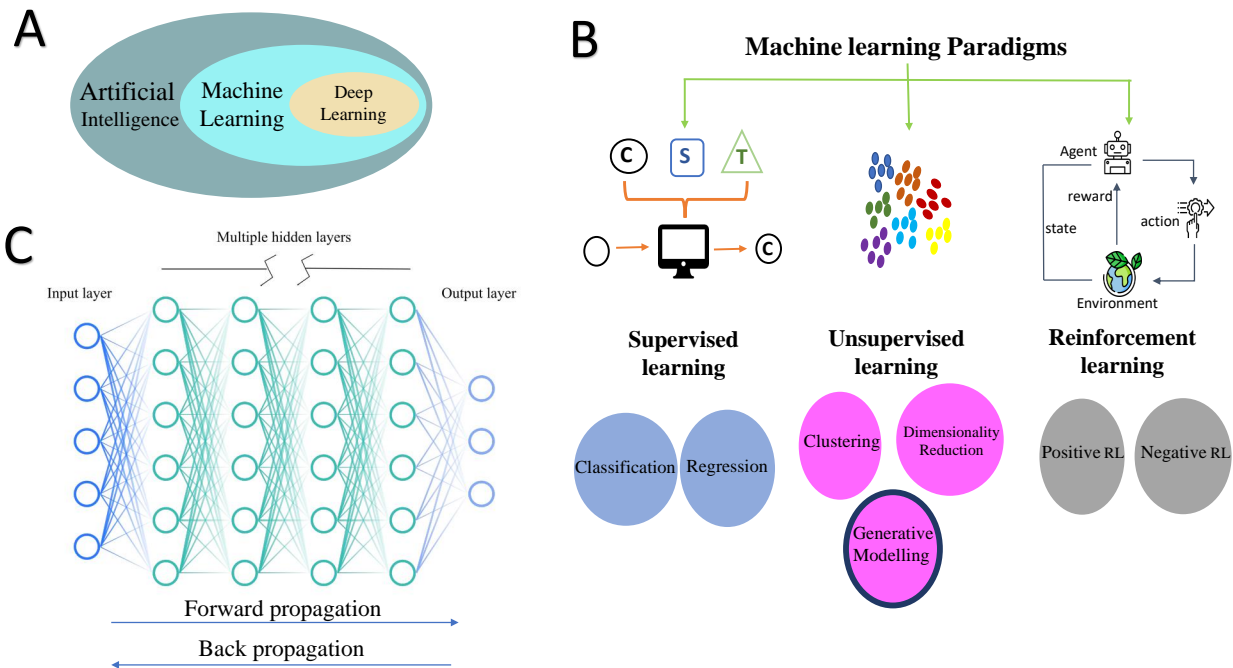 A
Artificial
Intelligence
Machine
Learning
Deep
Learning
B
Machine learning Paradigms
C
S
T
C
Agent
reward
state
action
Environment
Supervised
learning
Unsupervised
learning
Reinforcement
learning
Classification
Regression
Clustering
Dimensionality
Reduction
Generative
Modelling
Positive RL
Negative RL
C
Multiple hidden layers
Input layer
Output layer
Forward propagation
Back propagation